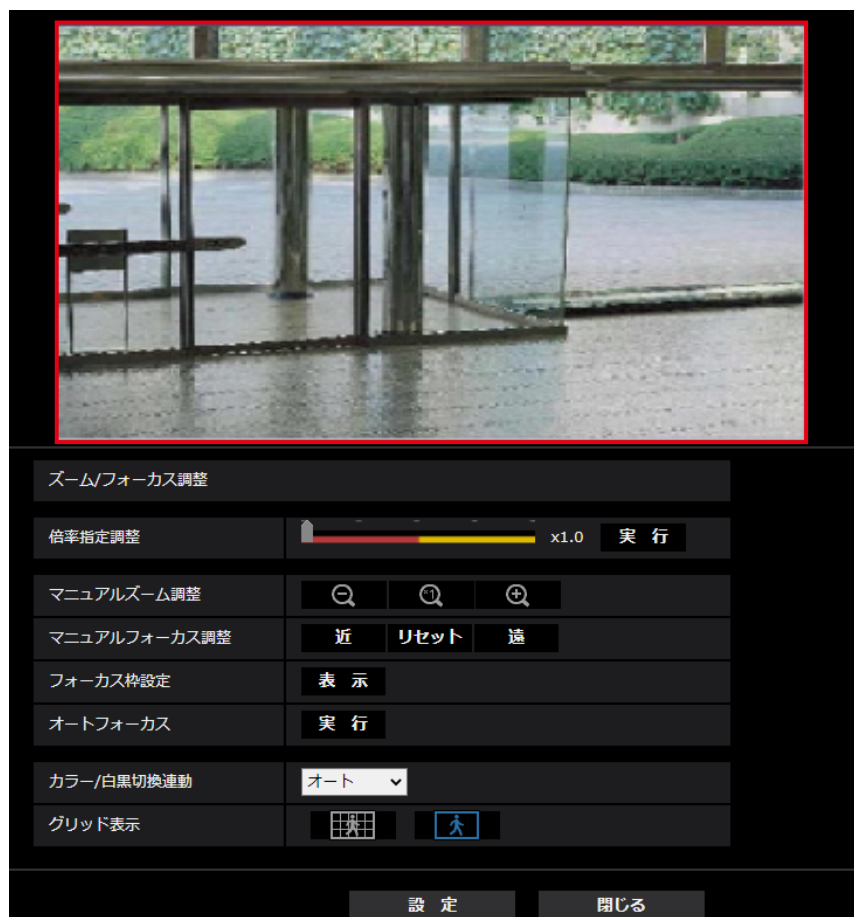 ズーム/フォーカス調整
倍率指定調整 x1.0 実 行
マニュアルズーム調整 ×1
マニュアルフォーカス調整 近 リセット 遠
フォーカス枠設定 表 示
オートフォーカス 実 行
カラー/白黒切換連動 オート
グリッド表示
設 定 閉じる